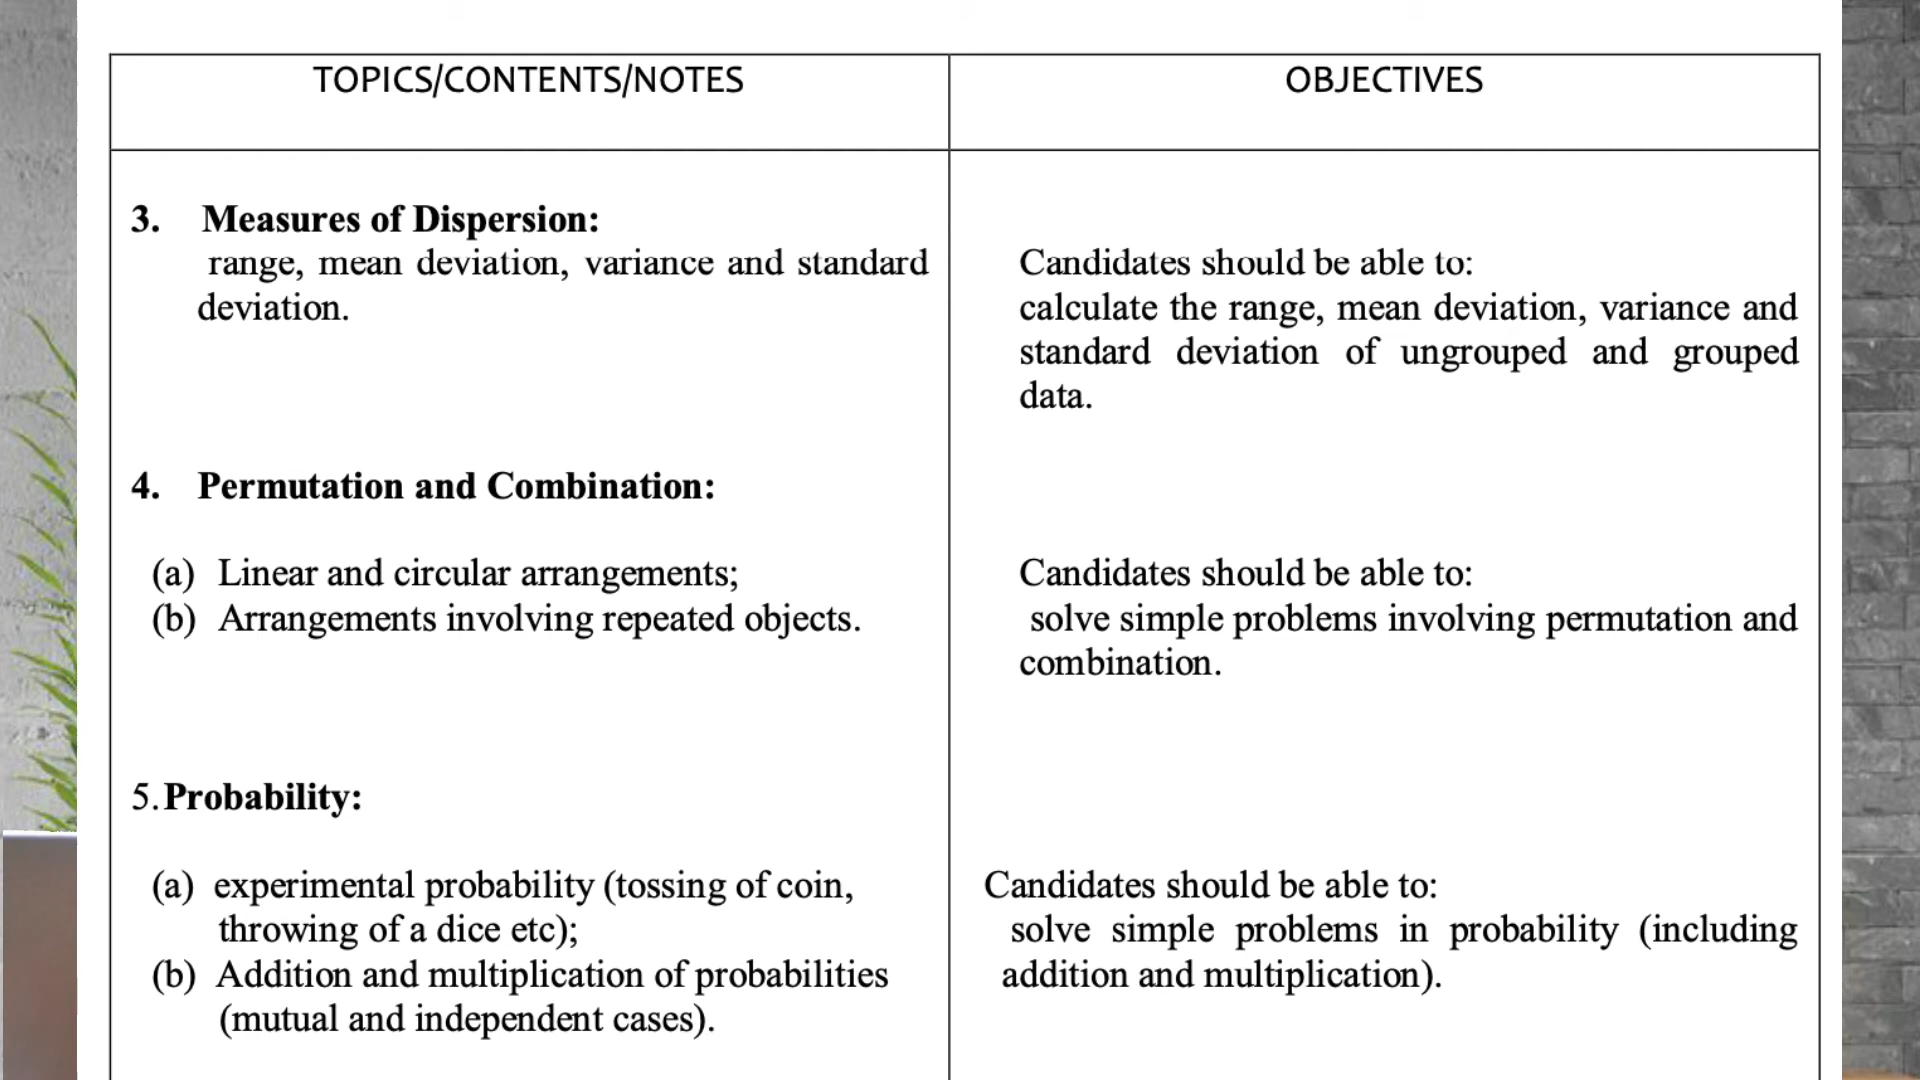 TOPICS/CONTENTS/NOTES
OBJECTIVES
3. Measures of Dispersion:
range, mean deviation, variance and standard
deviation.
Candidates should be able to:
calculate the range, mean deviation, variance and
standard deviation of ungrouped and grouped
data.
4. Permutation and Combination:
(a) Linear and circular arrangements;
(b) Arrangements involving repeated objects.
Candidates should be able to:
solve simple problems involving permutation and
combination.
5. Probability:
(a) experimental probability (tossing of coin,
throwing of a dice etc);
(b) Addition and multiplication of probabilities
(mutual and independent cases).
Candidates should be able to:
solve simple problems in probability (including
addition and multiplication).